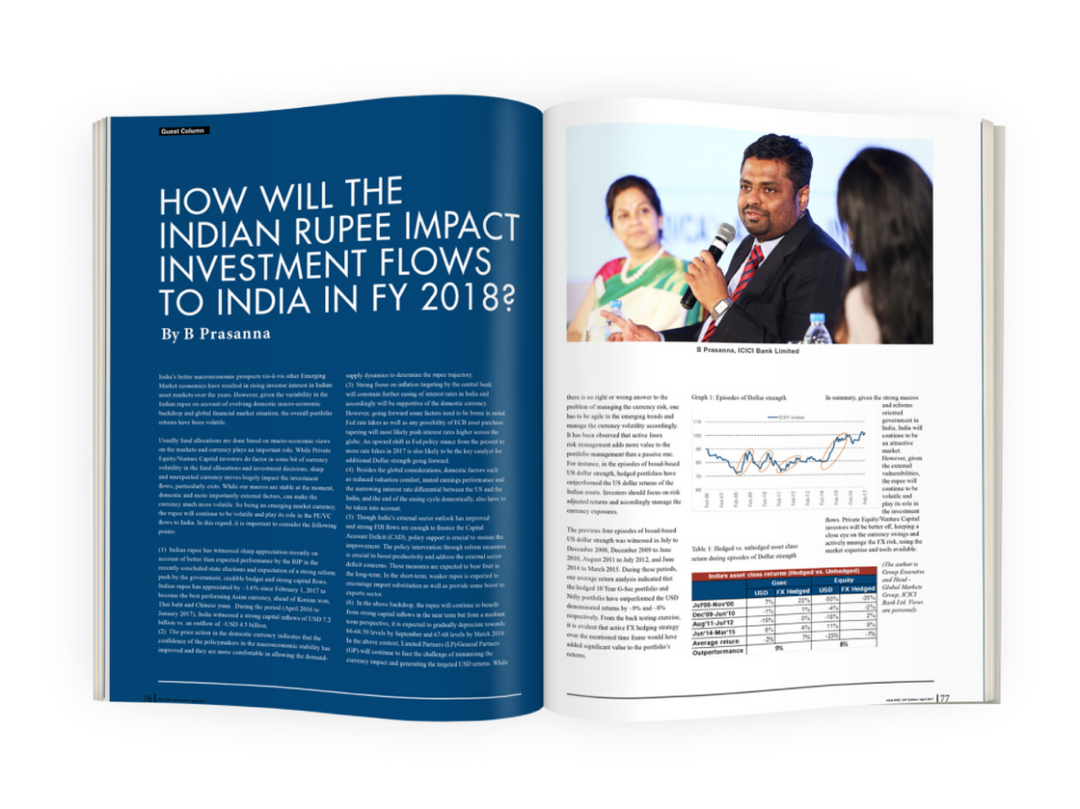 Guest Column
HOW WILL THE
INDIAN RUPEE IMPACT
INVESTMENT FLOWS
TO INDIA IN FY 2018?
By B Prasanna
India's better macroeconomic prospects vis-à-vis other Emerging
Market economies have resulted in rising investor interest in Indian
asset markets over the years. However, given the variability in the
Indian rupee on account of evolving domestic macro-economic
backdrop and global financial market situation, the overall portfolio
returns have been volatile.
Usually fund allocations are done based on macro-economic views
on the markets and currency plays an important role. While Private
Equity/Venture Capital investors do factor in some bit of currency
volatility in the fund allocations and investment decisions, sharp
and unexpected currency moves hugely impact the investment
flows, particularly exits. While our macros are stable at the moment,
domestic and more importantly external factors, can make the
currency much more volatile. So being an emerging market currency,
the rupee will continue to be volatile and play its role in the PE/VC
flows to India. In this regard, it is important to consider the following
points:
(1) Indian rupee has witnessed sharp appreciation recently on
account of better than expected performance by the BJP in the
recently concluded state elections and expectation of a strong reform
push by the government, credible budget and strong capital flows.
Indian rupee has appreciated by ~3.6% since February 1, 2017 to
become the best performing Asian currency, ahead of Korean won,
Thai baht and Chinese yuan. During the period (April 2016 to
January 2017), India witnessed a strong capital inflows of USD 7.2
billion vs. an outflow of -USD 4.5 billion.
(2) The price action in the domestic currency indicates that the
confidence of the policymakers in the macroeconomic stability has
improved and they are more comfortable in allowing the demand-
supply dynamics to determine the rupee trajectory.
(3) Strong focus on inflation targeting by the central bank
will constrain further easing of interest rates in India and
accordingly will be supportive of the domestic currency.
However, going forward some factors need to be borne in mind.
Fed rate hikes as well as any possibility of ECB asset purchase
tapering will most likely push interest rates higher across the
globe. An upward shift in Fed policy stance from the present to
more rate hikes in 2017 is also likely to be the key catalyst for
additional Dollar strength going forward.
(4) Besides the global considerations, domestic factors such
as reduced valuation comfort, muted earnings performance and
the narrowing interest rate differential between the US and the
India, and the end of the easing cycle domestically, also have to
be taken into account.
(5) Though India's external sector outlook has improved
and strong FDI flows are enough to finance the Capital
Account Deficit (CAD), policy support is crucial to sustain the
improvement. The policy intervention through reform measures
is crucial to boost productivity and address the external sector
deficit concerns. These measures are expected to bear fruit in
the long-term. In the short-term, weaker rupee is expected to
encourage import substitution as well as provide some boost to
exports sector.
(6) In the above backdrop, the rupee will continue to benefit
from strong capital inflows in the near term but from a medium
term perspective, it is expected to gradually depreciate towards
66-66.50 levels by September and 67-68 levels by March 2018.
In the above context, Limited Partners (LP)/General Partners
(GP) will continue to face the challenge of minimising the
currency impact and generating the targeted USD returns. While
76
B Prasanna, ICICI Bank Limited
there is no right or wrong answer to the
problem of managing the currency risk, one
has to be agile to the emerging trends and
manage the currency volatility accordingly.
It has been observed that active forex
risk management adds more value to the
portfolio management than a passive one.
For instance, in the episodes of broad-based
US dollar strength, hedged portfolios have
outperformed the US dollar returns of the
Indian assets. Investors should focus on risk
adjusted returns and accordingly manage the
currency exposures.
The previous four episodes of broad-based
US dollar strength was witnessed in July to
December 2008, December 2009 to June
2010, August 2011 to July 2012, and June
2014 to March 2015. During these periods,
our average return analysis indicated that
the hedged 10 Year G-Sec portfolio and
Nifty portfolio have outperformed the USD
denominated returns by ~9% and ~8%
respectively. From the back testing exercise,
it is evident that active FX hedging strategy
over the mentioned time frame would have
added significant value to the portfolio's
returns.
Graph 1: Episodes of Dollar strength
DXY index
110
100
90
80
70
60
Table 1: Hedged vs. unhedged asset class
return during episodes of Dollar strength
India's asset class returns (Hedged vs. Unhedged)
Gsec Equity
USD FX Hedged USD FX Hedged
Jul'08-Nov'08 7% 22%
Dec'09-Jun'10 -1% 1% -4% -2%
Aug'11-Jul'12 -18% 0% -18% 2%
Jun'14-Mar'15 6% 4% 11% 9%
Average return -2% 7% -15% -7%
Outperformance 9% 8%
In summary, given the strong macros
and reforms
oriented
government in
India, India will
continue to be
an attractive
market.
However, given
the external
vulnerabilities,
the rupee will
continue to be
volatile and
play its role in
the investment
flows. Private Equity/Venture Capital
investors will be better off, keeping a
close eye on the currency swings and
actively manage the FX risk, using the
market expertise and tools available.
(The author is
Group Executive
and Head -
Global Markets
Group, ICICI
Bank Ltd. Views
are personal).
77